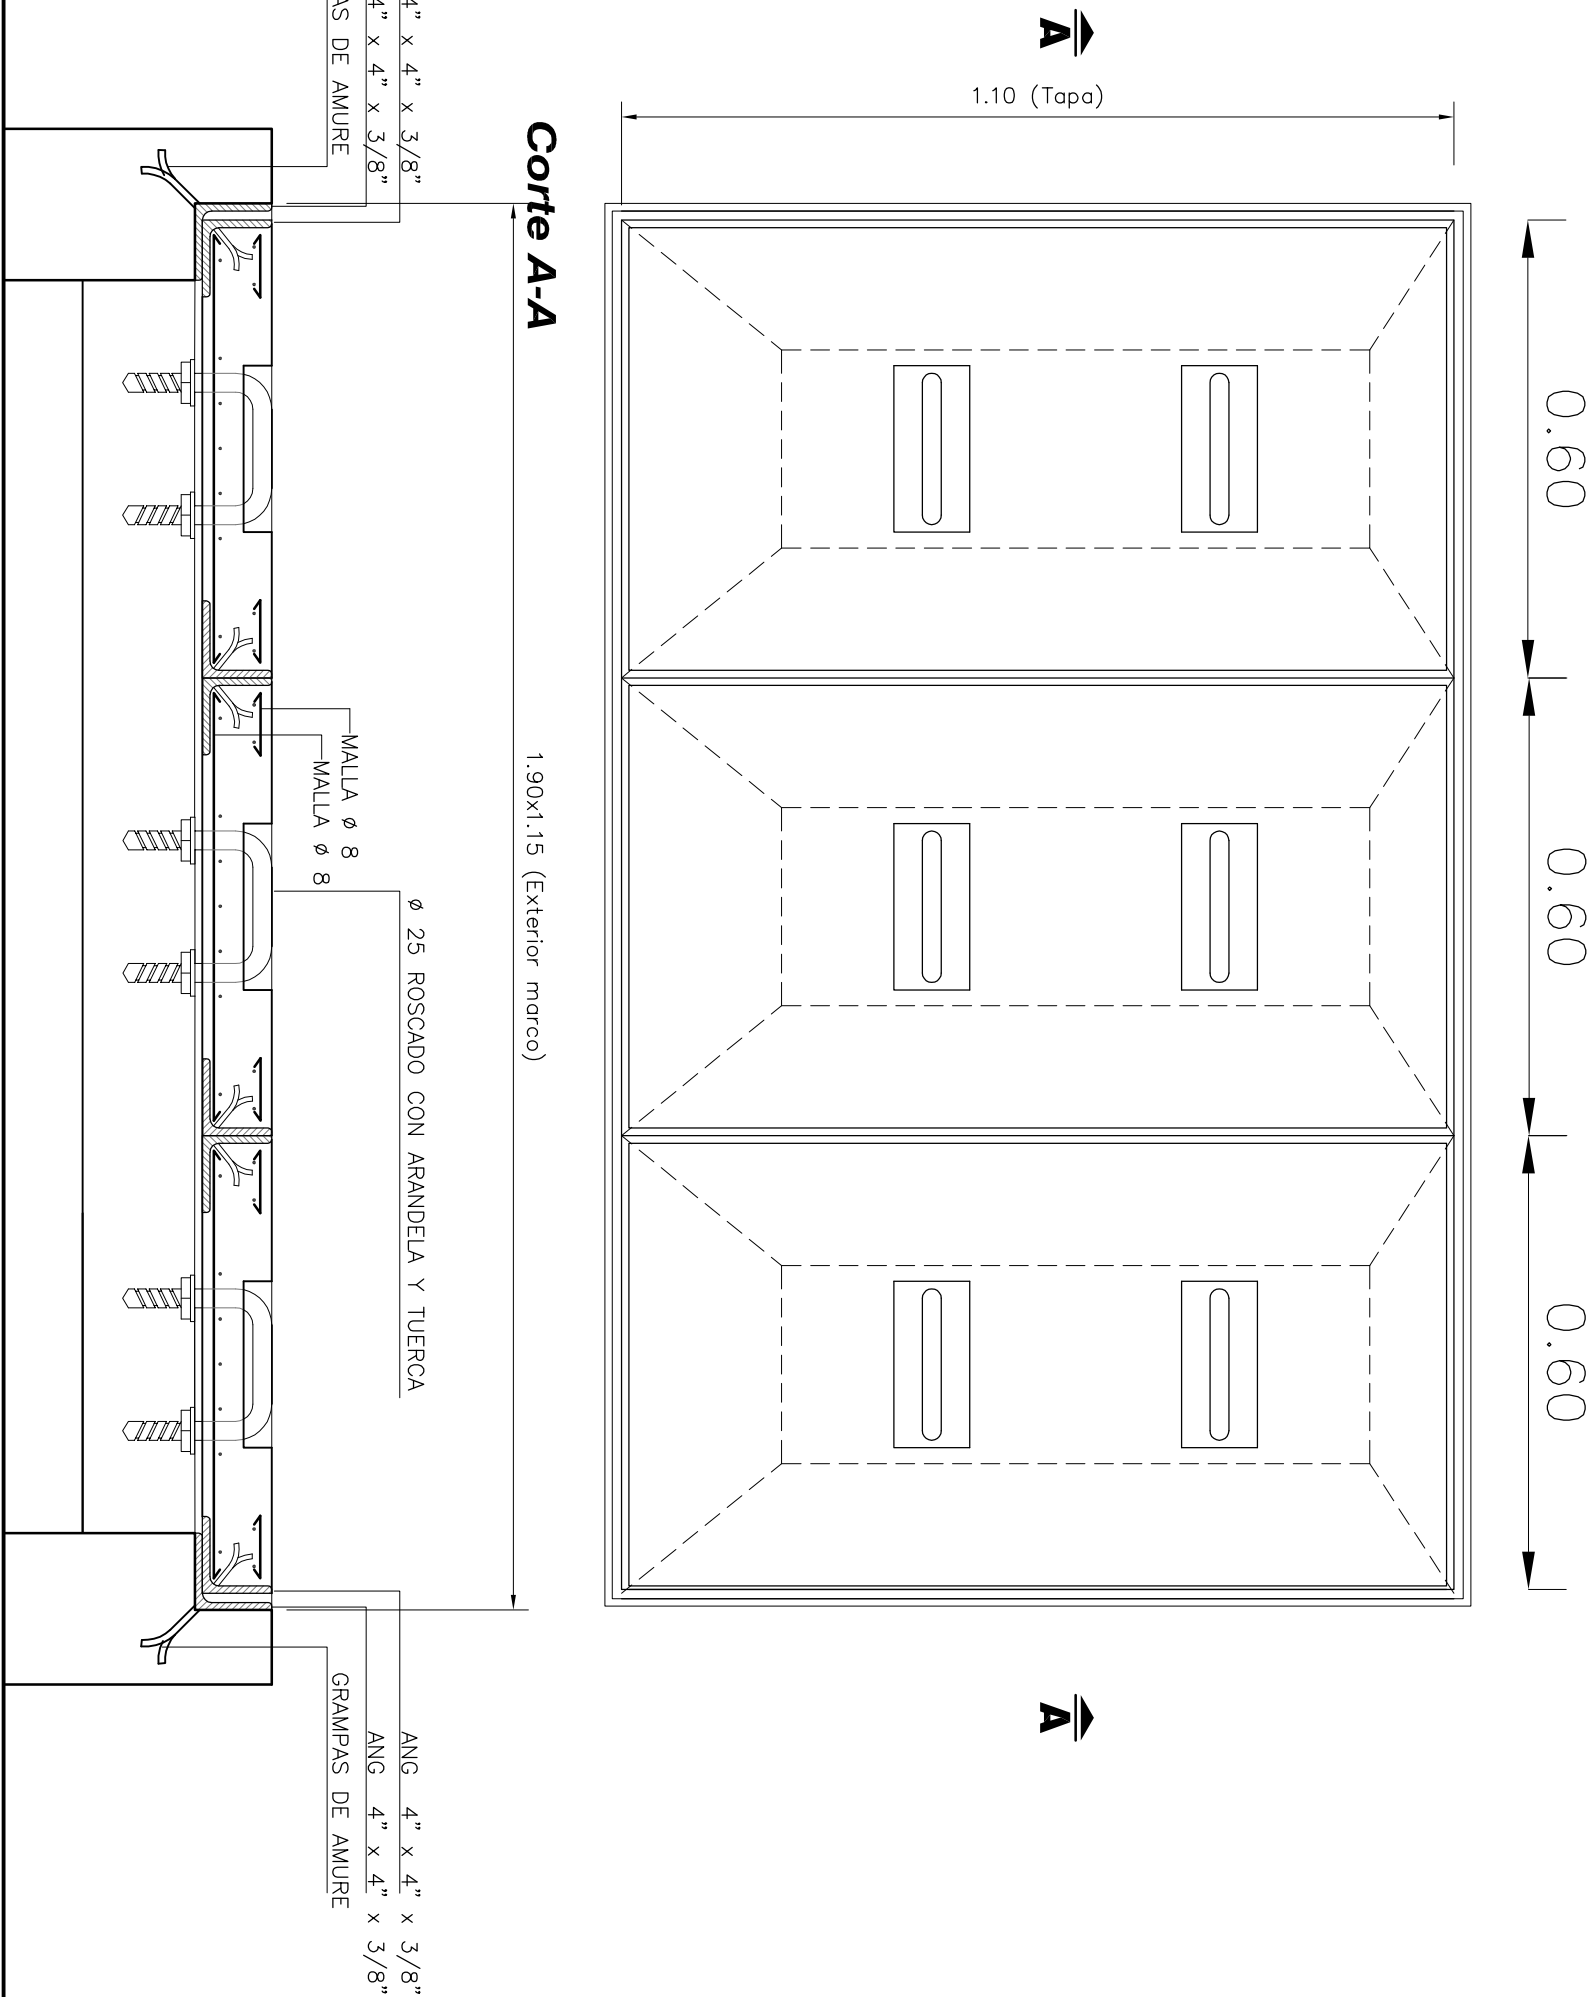 0.60
0.60
0.60
1.10 (Tapa)
A
A
1.90x1.15 (Exterior marco)
Corte A-A
4" x 4" x 3/8"
4" x 4" x 3/8"
AS DE AMURE
ø 25 ROSCADO CON ARANDELA Y TUERCA
MALLA ø 8
MALLA ø 8
ANG 4" x 4" x 3/8"
ANG 4" x 4" x 3/8"
GRAMPAS DE AMURE